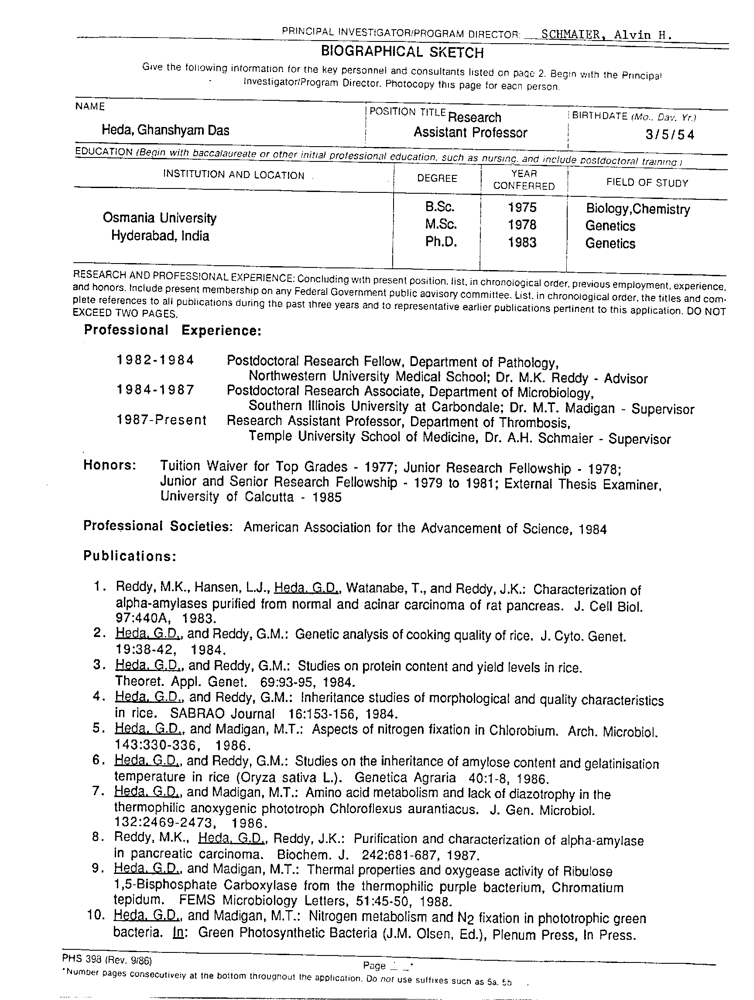 PRINCIPAL INVESTIGATOR/PROGRAM DIRECTOR: SCHMAIER, Alvin H.
BIOGRAPHICAL SKETCH
Give the following information for the key personnel and consultants listed on page 2. Begin with the Principal
Investigator/Program Director. Photocopy this page for each person.
NAME
Heda, Ghanshyam Das
POSITION TITLE Research
Assistant Professor
BIRTHDATE (Mo., Day, Yr.)
3/5/54
EDUCATION (Begin with baccalaureate or other initial professional education, such as nursing, and include postdoctoral training.)
INSTITUTION AND LOCATION DEGREE YEAR CONFERRED FIELD OF STUDY
Osmania University
Hyderabad, India
B.Sc. 1975 Biology,Chemistry
M.Sc. 1978 Genetics
Ph.D. 1983 Genetics
RESEARCH AND PROFESSIONAL EXPERIENCE: Concluding with present position, list, in chronological order, previous employment, experience,
and honors. Include present membership on any Federal Government public advisory committee. List, in chronological order, the titles and com-
plete references to all publications during the past three years and to representative earlier publications pertinent to this application. DO NOT
EXCEED TWO PAGES.
Professional Experience:
1982-1984 Postdoctoral Research Fellow, Department of Pathology,
Northwestern University Medical School; Dr. M.K. Reddy - Advisor
1984-1987 Postdoctoral Research Associate, Department of Microbiology,
Southern Illinois University at Carbondale; Dr. M.T. Madigan - Supervisor
1987-Present Research Assistant Professor, Department of Thrombosis,
Temple University School of Medicine, Dr. A.H. Schmaier - Supervisor
Honors: Tuition Waiver for Top Grades - 1977; Junior Research Fellowship - 1978;
Junior and Senior Research Fellowship - 1979 to 1981; External Thesis Examiner,
University of Calcutta - 1985
Professional Societies: American Association for the Advancement of Science, 1984
Publications:
1. Reddy, M.K., Hansen, L.J., Heda, G.D., Watanabe, T., and Reddy, J.K.: Characterization of
alpha-amylases purified from normal and acinar carcinoma of rat pancreas. J. Cell Biol.
97:440A, 1983.
2. Heda, G.D., and Reddy, G.M.: Genetic analysis of cooking quality of rice. J. Cyto. Genet.
19:38-42, 1984.
3. Heda, G.D., and Reddy, G.M.: Studies on protein content and yield levels in rice.
Theoret. Appl. Genet. 69:93-95, 1984.
4. Heda, G.D., and Reddy, G.M.: Inheritance studies of morphological and quality characteristics
in rice. SABRAO Journal 16:153-156, 1984.
5. Heda, G.D., and Madigan, M.T.: Aspects of nitrogen fixation in Chlorobium. Arch. Microbiol.
143:330-336, 1986.
6. Heda, G.D., and Reddy, G.M.: Studies on the inheritance of amylose content and gelatinisation
temperature in rice (Oryza sativa L.). Genetica Agraria 40:1-8, 1986.
7. Heda, G.D., and Madigan, M.T.: Amino acid metabolism and lack of diazotrophy in the
thermophilic anoxygenic phototroph Chloroflexus aurantiacus. J. Gen. Microbiol.
132:2469-2473, 1986.
8. Reddy, M.K., Heda, G.D., Reddy, J.K.: Purification and characterization of alpha-amylase
in pancreatic carcinoma. Biochem. J. 242:681-687, 1987.
9. Heda, G.D., and Madigan, M.T.: Thermal properties and oxygease activity of Ribulose
1,5-Bisphosphate Carboxylase from the thermophilic purple bacterium, Chromatium
tepidum. FEMS Microbiology Letters, 51:45-50, 1988.
10. Heda, G.D., and Madigan, M.T.: Nitrogen metabolism and N2 fixation in phototrophic green
bacteria. In: Green Photosynthetic Bacteria (J.M. Olsen, Ed.), Plenum Press, In Press.
PHS 398 (Rev. 9/86)
Page *
*Number pages consecutively at the bottom throughout the application. Do not use suffixes such as 5a, 5b